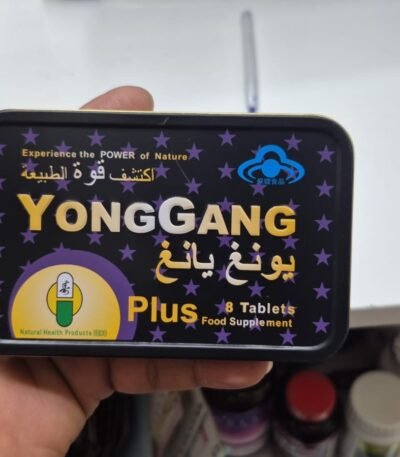 Experience the POWER of Nature
اكتشف قوة الطبيعة
YONGGANG
يونغ يانغ
Plus
8 Tablets
Food Supplement
Natural Health Products